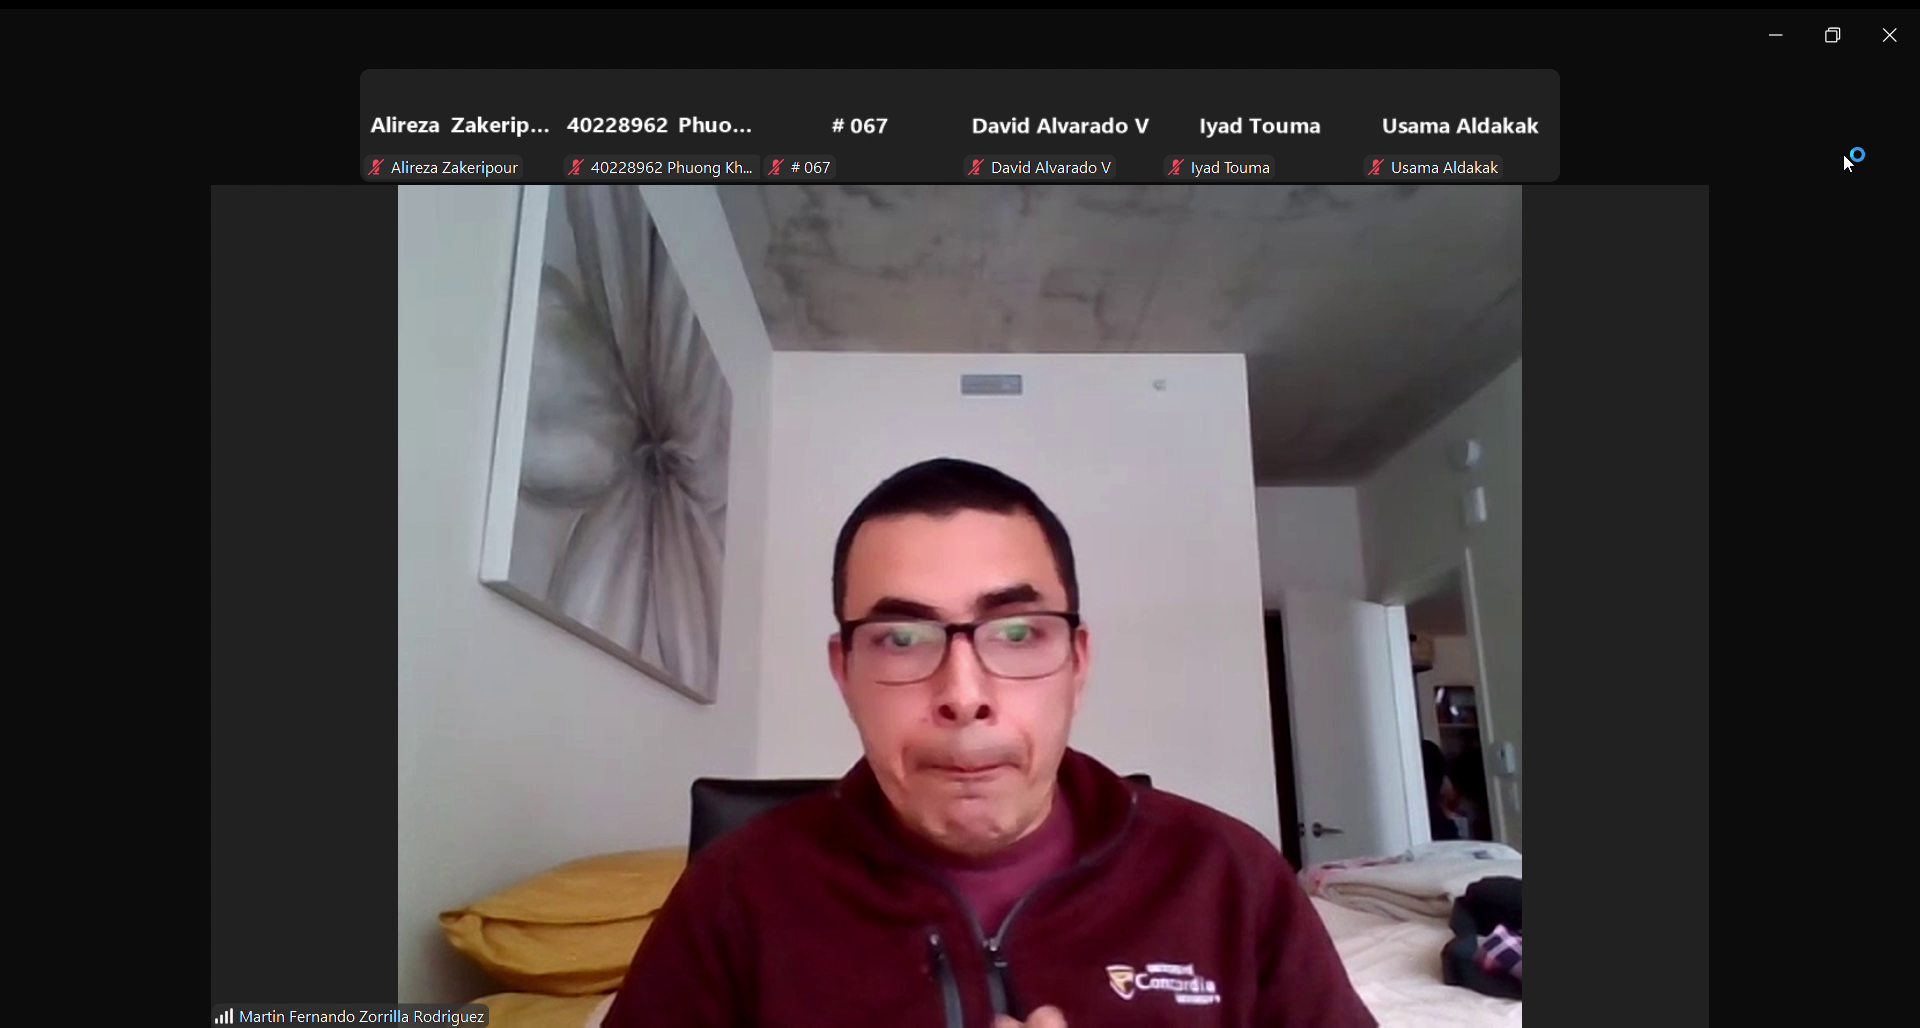 Alireza Zakerip... 40228962 Phuo... # 067 David Alvarado V Iyad Touma Usama Aldakak
Alireza Zakeripour 40228962 Phuong Kh... # 067 David Alvarado V Iyad Touma Usama Aldakak
Concordia
UNIVERSITY
Martin Fernando Zorrilla Rodriguez